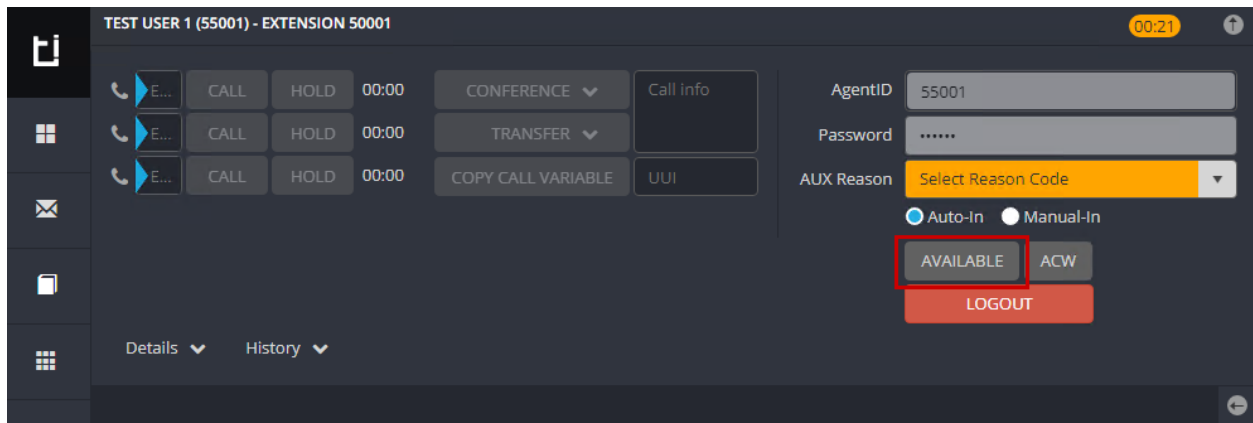 TEST USER 1 (55001) - EXTENSION 50001
00:21
E... CALL HOLD 00:00 CONFERENCE Call info
E... CALL HOLD 00:00 TRANSFER
E... CALL HOLD 00:00 COPY CALL VARIABLE UUI
AgentID 55001
Password ••••••
AUX Reason Select Reason Code
Auto-In Manual-In
AVAILABLE ACW
LOGOUT
Details History